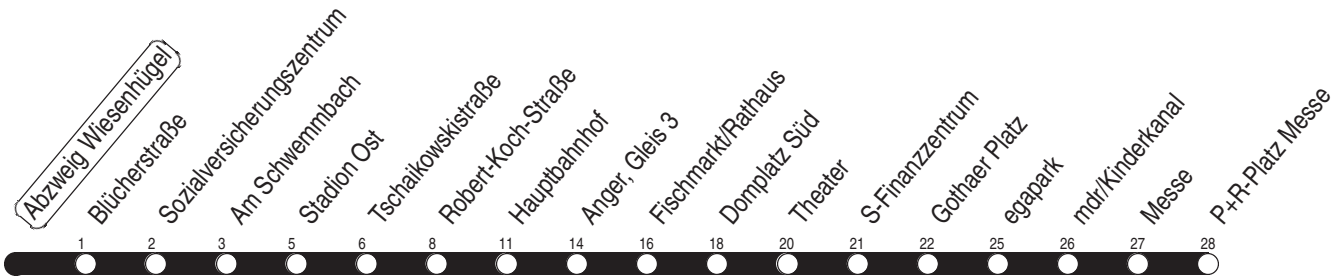 Abzweig Wiesenhügel
Blücherstraße
Sozialversicherungszentrum
Am Schwemmbach
Stadion Ost
Tschaikowskistraße
Robert-Koch-Straße
Hauptbahnhof
Anger, Gleis 3
Fischmarkt/Rathaus
Domplatz Süd
Theater
S-Finanzzentrum
Gothaer Platz
egapark
mdr/Kinderkanal
Messe
P+R-Platz Messe
1 2 3 5 6 8 11 14 16 18 20 21 22 25 26 27 28